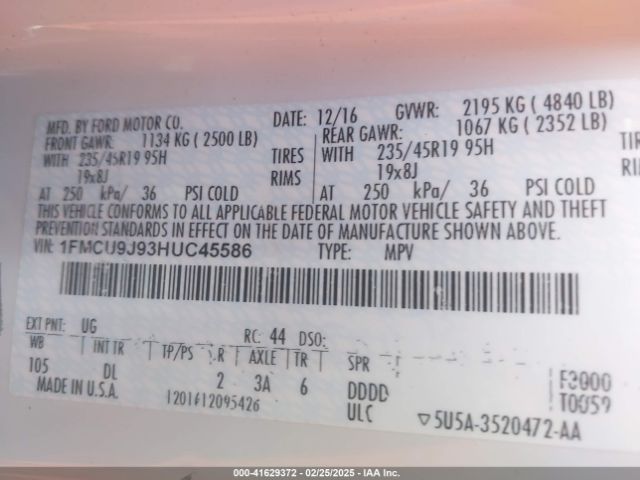 MFD. BY FORD MOTOR CO. DATE: 12/16 GVWR: 2195 KG ( 4840 LB)
FRONT GAWR: 1134 KG ( 2500 LB) REAR GAWR: 1067 KG ( 2352 LB)
WITH 235/45R19 95H TIRES WITH 235/45R19 95H TIRE
19x8J RIMS 19x8J RIMS
AT 250 kPa/ 36 PSI COLD AT 250 kPa/ 36 PSI COLD
THIS VEHICLE CONFORMS TO ALL APPLICABLE FEDERAL MOTOR VEHICLE SAFETY AND THEFT
PREVENTION STANDARDS IN EFFECT ON THE DATE OF MANUFACTURE SHOWN ABOVE.
VIN: 1FMCU9J93HUC45586 TYPE: MPV
EXT PNT: UG RC: 44 DSO:
WB INT TR TP/PS R AXLE TR SPR
105 DL 2 3A 6 DDDD F3000
MADE IN U.S.A. ULC T0059
▽5U5A-3520472-AA
000-41629372 / 02/25/2025 - IAA Inc.